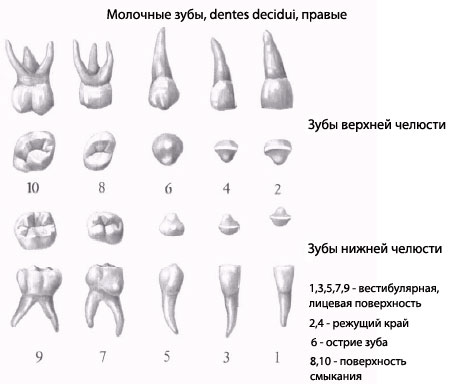 Молочные зубы, dentes decidui, правые
Зубы верхней челюсти
10 8 6 4 2
Зубы нижней челюсти
1,3,5,7,9 - вестибулярная,
лицевая поверхность
2,4 - режущий край
6 - острие зуба
8,10 - поверхность
смыкания
9 7 5 3 1